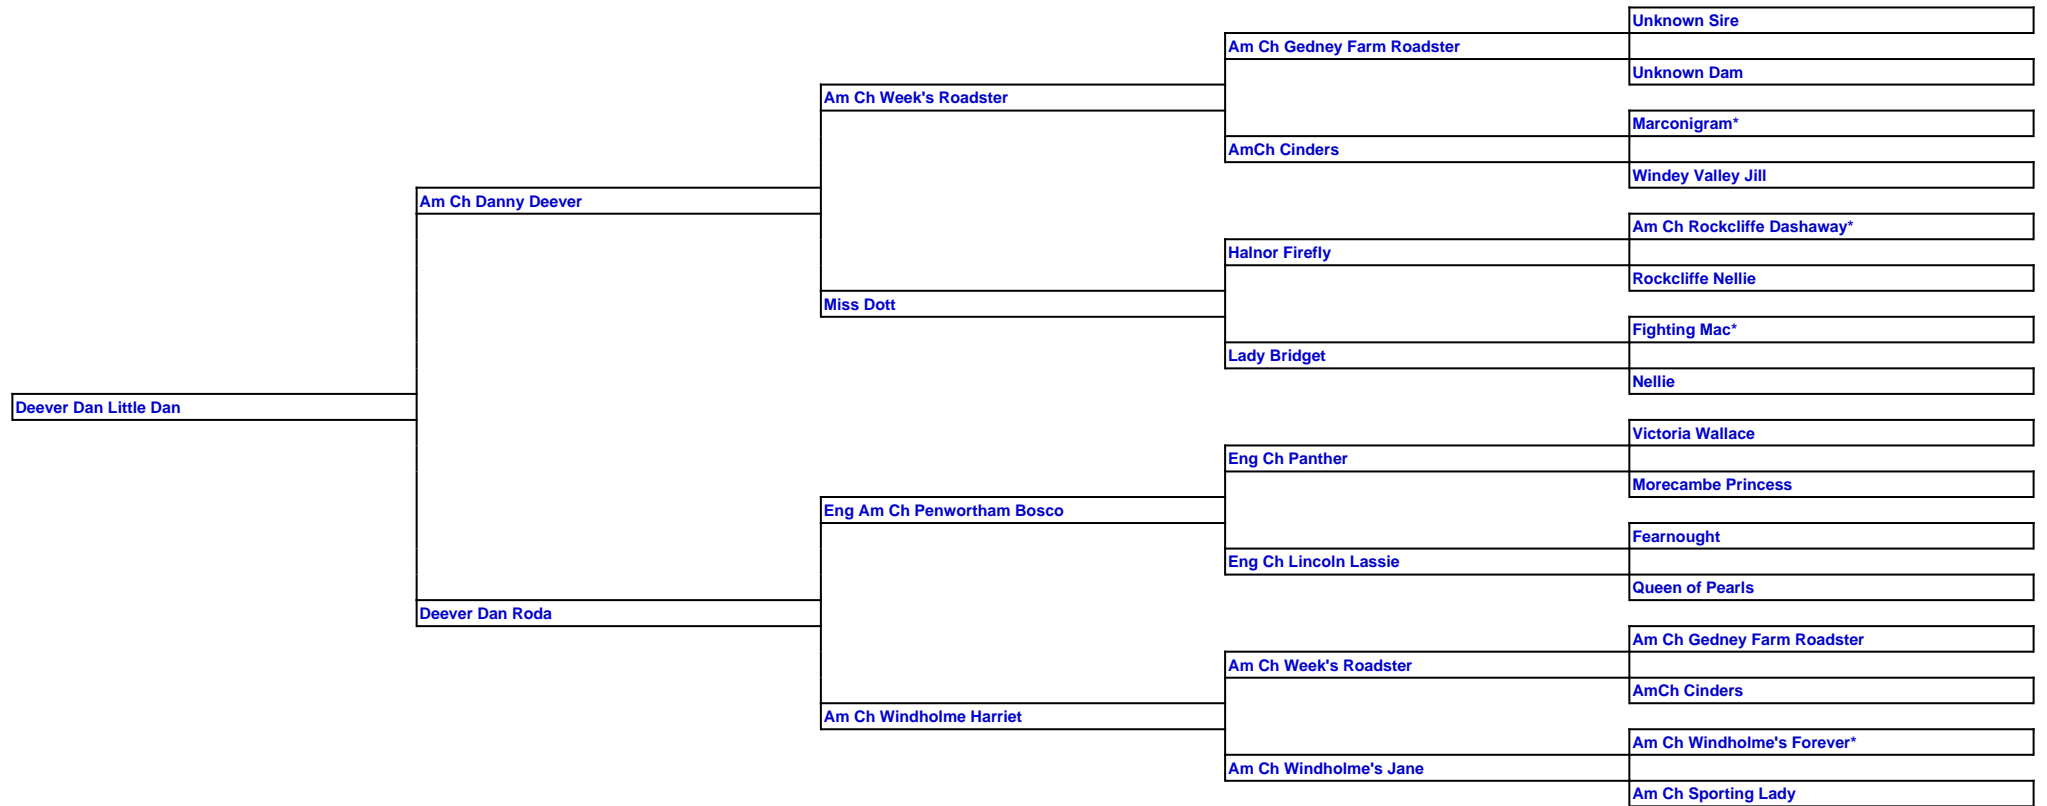 Unknown Sire
Am Ch Gedney Farm Roadster
Unknown Dam
Am Ch Week's Roadster
Marconigram*
AmCh Cinders
Windey Valley Jill
Am Ch Danny Deever
Am Ch Rockcliffe Dashaway*
Halnor Firefly
Rockcliffe Nellie
Miss Dott
Fighting Mac*
Lady Bridget
Nellie
Deever Dan Little Dan
Victoria Wallace
Eng Ch Panther
Morecambe Princess
Eng Am Ch Penwortham Bosco
Fearnought
Eng Ch Lincoln Lassie
Queen of Pearls
Deever Dan Roda
Am Ch Gedney Farm Roadster
Am Ch Week's Roadster
AmCh Cinders
Am Ch Windholme Harriet
Am Ch Windholme's Forever*
Am Ch Windholme's Jane
Am Ch Sporting Lady